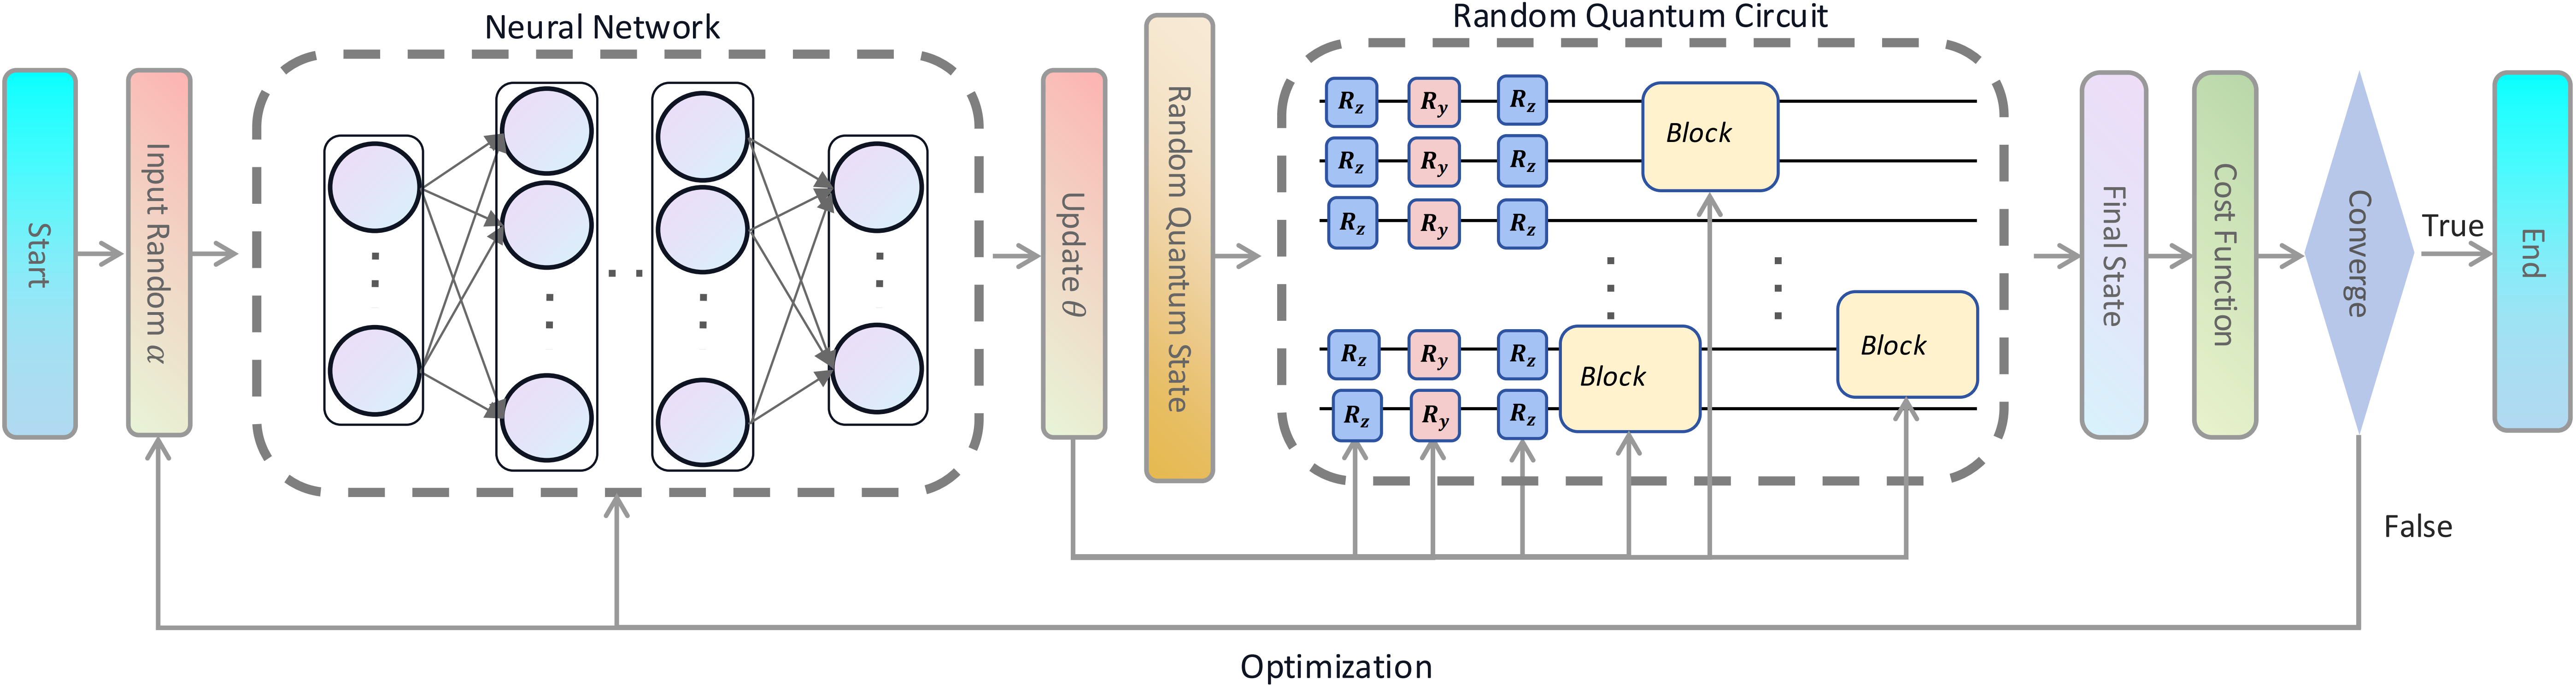 Neural Network
Random Quantum Circuit
Start
Input Random α
Update θ
Random Quantum State
R_z R_y R_z
R_z R_y R_z
R_z R_y R_z
R_z R_y R_z
R_z R_y R_z
Block
Block
Block
Final State
Cost Function
Converge
True
End
False
Optimization